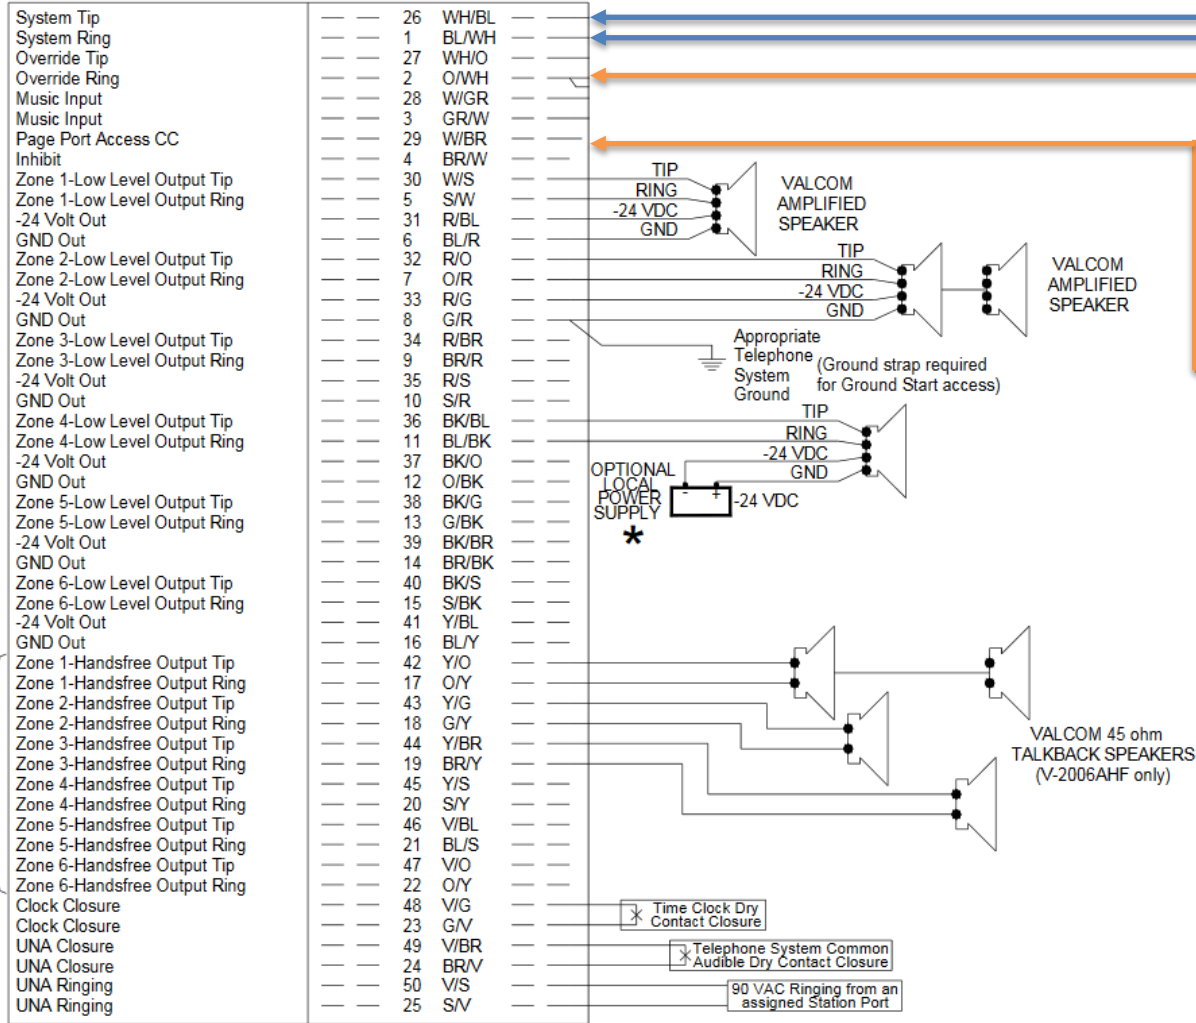 System Tip 26 WH/BL
System Ring 1 BL/WH
Override Tip 27 WH/O
Override Ring 2 O/WH
Music Input 28 W/GR
Music Input 3 GR/W
Page Port Access CC 29 W/BR
Inhibit 4 BR/W
Zone 1-Low Level Output Tip 30 W/S
Zone 1-Low Level Output Ring 5 S/W
-24 Volt Out 31 R/BL
GND Out 6 BL/R
Zone 2-Low Level Output Tip 32 R/O
Zone 2-Low Level Output Ring 7 O/R
-24 Volt Out 33 R/G
GND Out 8 G/R
Zone 3-Low Level Output Tip 34 R/BR
Zone 3-Low Level Output Ring 9 BR/R
-24 Volt Out 35 R/S
GND Out 10 S/R
Zone 4-Low Level Output Tip 36 BK/BL
Zone 4-Low Level Output Ring 11 BL/BK
-24 Volt Out 37 BK/O
GND Out 12 O/BK
Zone 5-Low Level Output Tip 38 BK/G
Zone 5-Low Level Output Ring 13 G/BK
-24 Volt Out 39 BK/BR
GND Out 14 BR/BK
Zone 6-Low Level Output Tip 40 BK/S
Zone 6-Low Level Output Ring 15 S/BK
-24 Volt Out 41 Y/BL
GND Out 16 BL/Y
Zone 1-Handsfree Output Tip 42 Y/O
Zone 1-Handsfree Output Ring 17 O/Y
Zone 2-Handsfree Output Tip 43 Y/G
Zone 2-Handsfree Output Ring 18 G/Y
Zone 3-Handsfree Output Tip 44 Y/BR
Zone 3-Handsfree Output Ring 19 BR/Y
Zone 4-Handsfree Output Tip 45 Y/S
Zone 4-Handsfree Output Ring 20 S/Y
Zone 5-Handsfree Output Tip 46 V/BL
Zone 5-Handsfree Output Ring 21 BL/S
Zone 6-Handsfree Output Tip 47 V/O
Zone 6-Handsfree Output Ring 22 O/Y
Clock Closure 48 V/G
Clock Closure 23 G/V
UNA Closure 49 V/BR
UNA Closure 24 BR/V
UNA Ringing 50 V/S
UNA Ringing 25 S/V
TIP
RING
-24 VDC
GND
VALCOM
AMPLIFIED
SPEAKER
TIP
RING
-24 VDC
GND
VALCOM
AMPLIFIED
SPEAKER
Appropriate
Telephone
System
Ground
(Ground strap required
for Ground Start access)
TIP
RING
-24 VDC
GND
OPTIONAL
LOCAL
POWER
SUPPLY
*
- +
-24 VDC
VALCOM 45 ohm
TALKBACK SPEAKERS
(V-2006AHF only)
Time Clock Dry
Contact Closure
Telephone System Common
Audible Dry Contact Closure
90 VAC Ringing from an
assigned Station Port